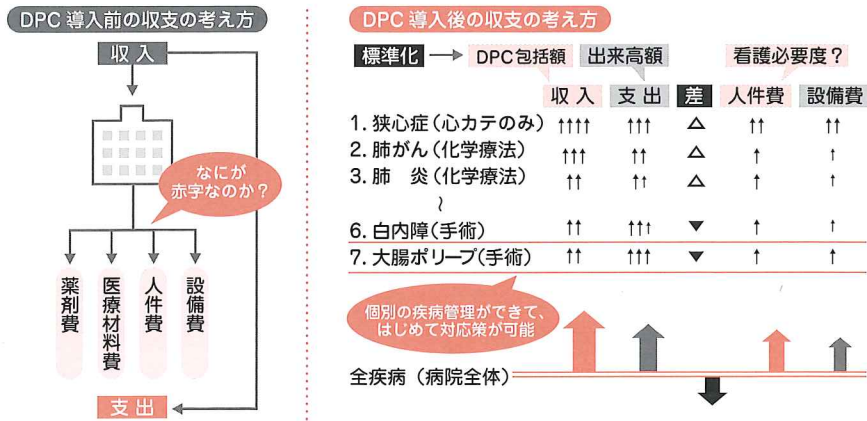 DPC 導入前の収支の考え方
収入
なにが
赤字なのか？
薬剤費
医療材料費
人件費
設備費
支出
DPC 導入後の収支の考え方
標準化 → DPC包括額 出来高額 看護必要度？
収入 支出 差 人件費 設備費
1. 狭心症（心カテのみ） ↑↑↑↑ ↑↑↑ △ ↑↑ ↑↑
2. 肺がん（化学療法） ↑↑↑ ↑↑ △ ↑ ↑
3. 肺　炎（化学療法） ↑↑ ↑↑ △ ↑ ↑
〜
6. 白内障（手術） ↑↑ ↑↑↑ ▼ ↑ ↑
7. 大腸ポリープ（手術） ↑↑ ↑↑↑ ▼ ↑ ↑
個別の疾病管理ができて、
はじめて対応策が可能
全疾病（病院全体）